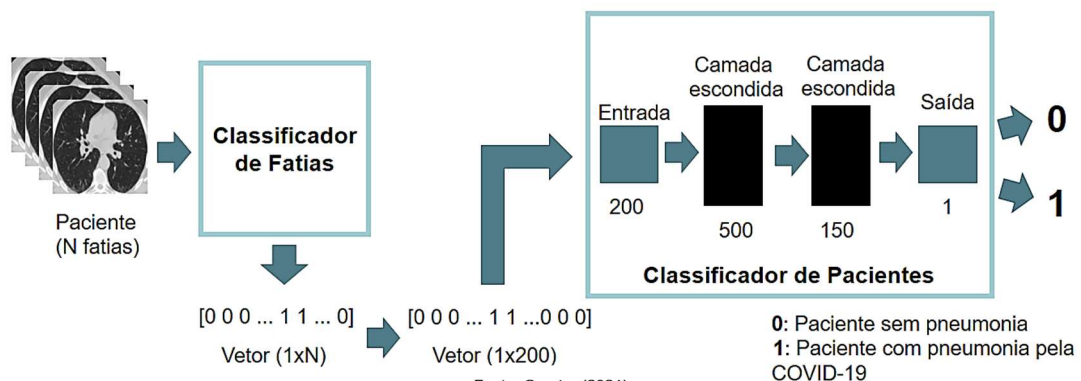 Paciente
(N fatias)
Classificador
de Fatias
[0 0 0 ... 1 1 ... 0]
Vetor (1xN)
[0 0 0 ... 1 1 ...0 0 0]
Vetor (1x200)
Entrada
200
Camada
escondida
500
Camada
escondida
150
Saída
1
Classificador de Pacientes
0
1
0: Paciente sem pneumonia
1: Paciente com pneumonia pela
COVID-19